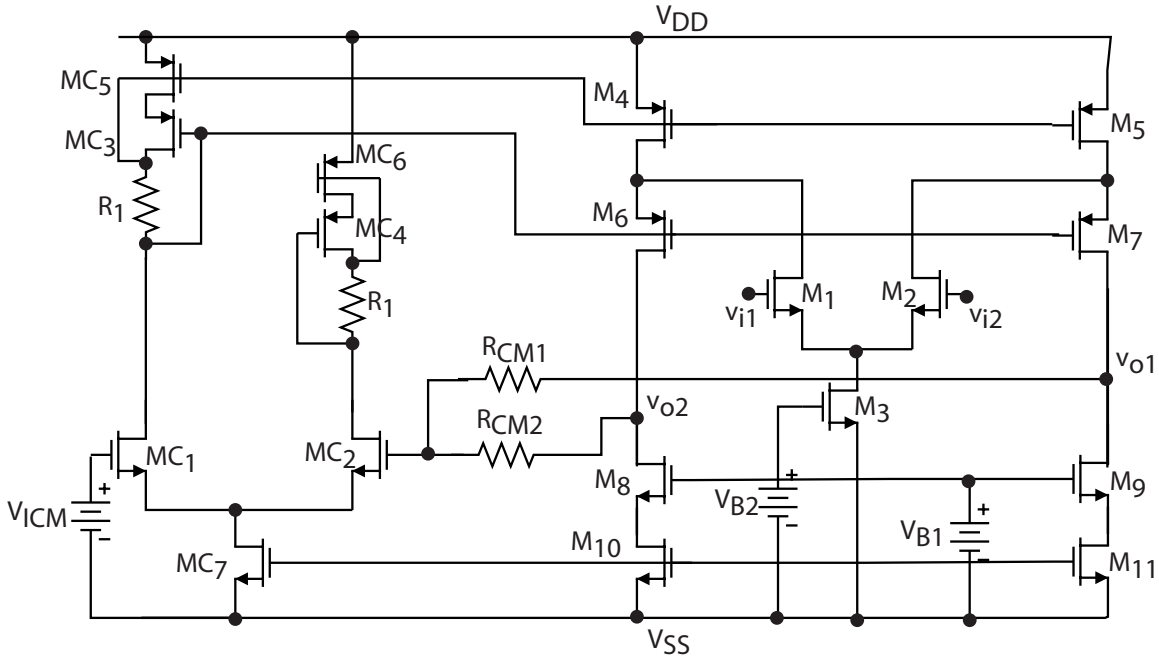 V_DD
MC5
MC3
R1
MC6
MC4
R1
M4
M5
M6
M7
M1
M2
vi1
vi2
RCM1
vo1
RCM2
vo2
M3
MC1
MC2
VICM
+
-
M8
M9
VB2
+
-
VB1
+
-
MC7
M10
M11
VSS